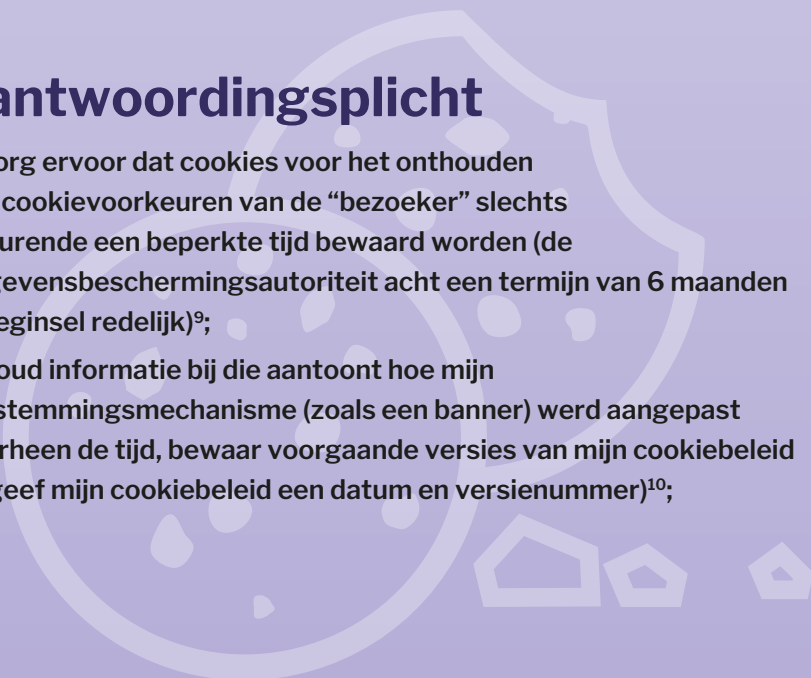 antwoordingsplicht
org ervoor dat cookies voor het onthouden
cookievoorkeuren van de “bezoeker” slechts
urende een beperkte tijd bewaard worden (de
gevensbeschermingsautoriteit acht een termijn van 6 maanden
eginsel redelijk)⁹;
oud informatie bij die aantoont hoe mijn
stemmingsmechanisme (zoals een banner) werd aangepast
rheen de tijd, bewaar voorgaande versies van mijn cookiebeleid
geef mijn cookiebeleid een datum en versienummer)¹⁰;